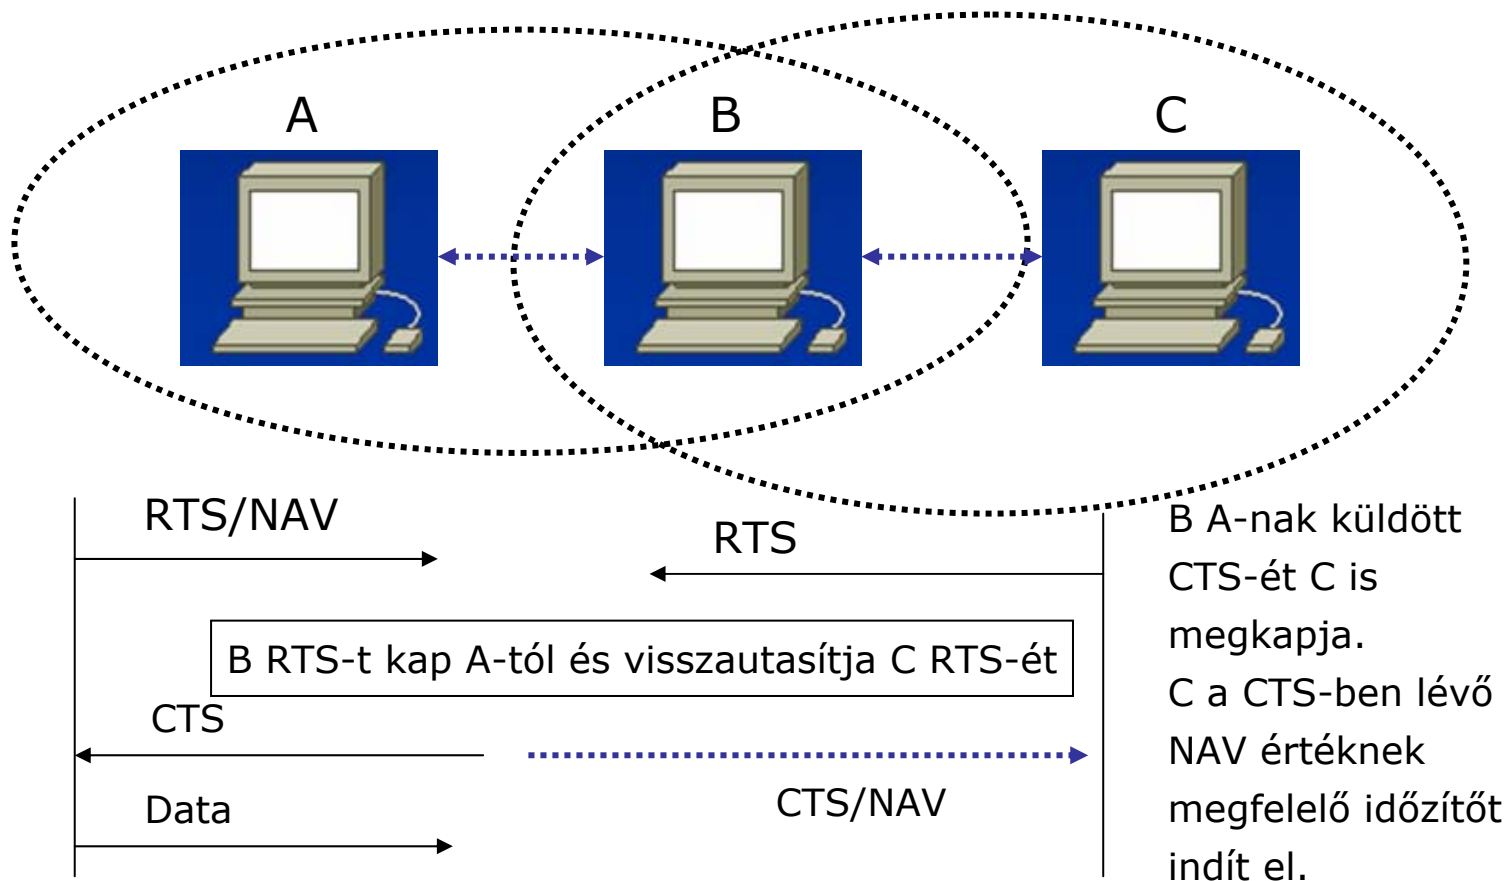 A
B
C
RTS/NAV
RTS
B RTS-t kap A-tól és visszautasítja C RTS-ét
CTS
CTS/NAV
Data
B A-nak küldött
CTS-ét C is
megkapja.
C a CTS-ben lévő
NAV értéknek
megfelelő időzítőt
indít el.